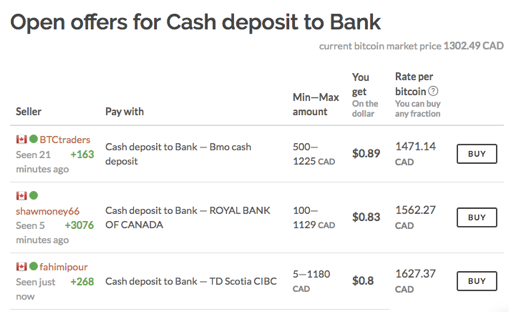 Open offers for Cash deposit to Bank
current bitcoin market price 1302.49 CAD
Seller
Pay with
Min—Max
amount
You
get
On the
dollar
Rate per
bitcoin ?
You can buy
any fraction
BTCtraders
Seen 21 +163
minutes ago
Cash deposit to Bank — Bmo cash
deposit
500—
1225 CAD
$0.89
1471.14
CAD
BUY
shawmoney66
Seen 5 +3076
minutes ago
Cash deposit to Bank — ROYAL BANK
OF CANADA
100—
1129 CAD
$0.83
1562.27
CAD
BUY
fahimipour
Seen just +268
now
Cash deposit to Bank — TD Scotia CIBC
5—1180
CAD
$0.8
1627.37
CAD
BUY